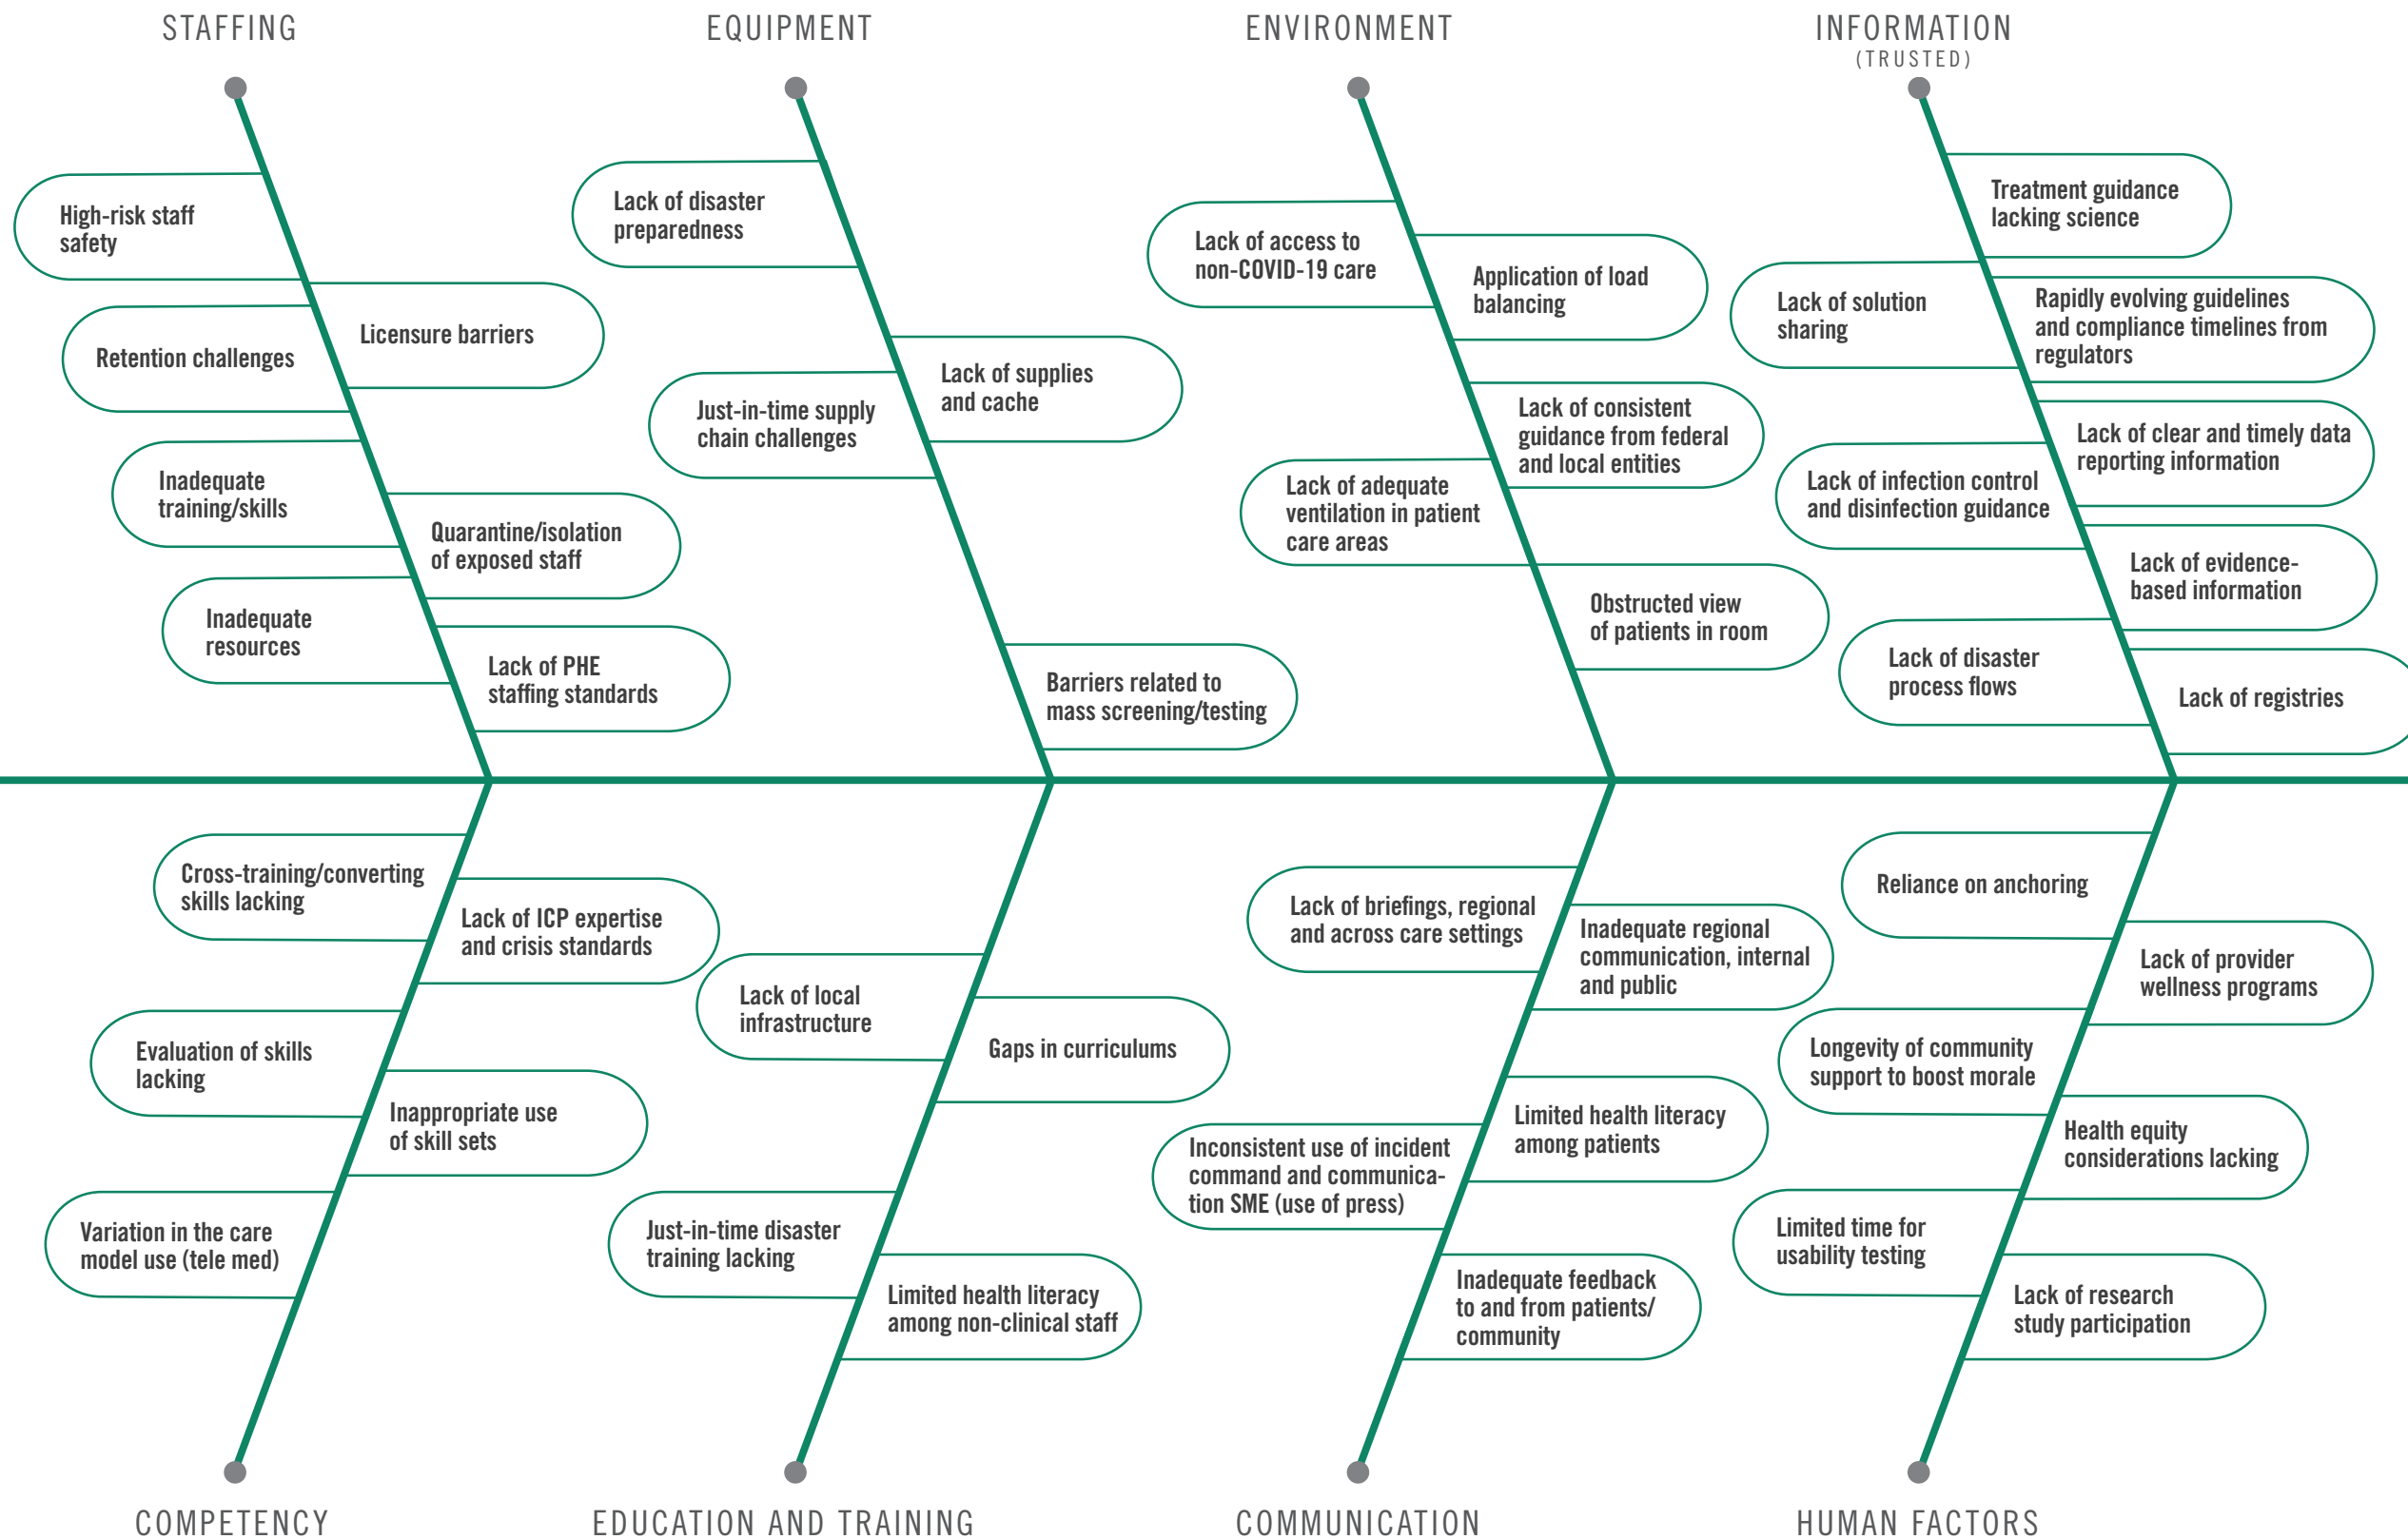 STAFFING
High-risk staff
safety
Licensure barriers
Retention challenges
Inadequate
training/skills
Quarantine/isolation
of exposed staff
Inadequate
resources
Lack of PHE
staffing standards
EQUIPMENT
Lack of disaster
preparedness
Lack of supplies
and cache
Just-in-time supply
chain challenges
Barriers related to
mass screening/testing
ENVIRONMENT
Lack of access to
non-COVID-19 care
Application of load
balancing
Lack of consistent
guidance from federal
and local entities
Lack of adequate
ventilation in patient
care areas
Obstructed view
of patients in room
INFORMATION
(TRUSTED)
Treatment guidance
lacking science
Lack of solution
sharing
Rapidly evolving guidelines
and compliance timelines from
regulators
Lack of clear and timely data
reporting information
Lack of infection control
and disinfection guidance
Lack of evidence-
based information
Lack of disaster
process flows
Lack of registries
Cross-training/converting
skills lacking
Lack of ICP expertise
and crisis standards
Evaluation of skills
lacking
Inappropriate use
of skill sets
Variation in the care
model use (tele med)
COMPETENCY
Lack of local
infrastructure
Gaps in curriculums
Just-in-time disaster
training lacking
Limited health literacy
among non-clinical staff
EDUCATION AND TRAINING
Lack of briefings, regional
and across care settings
Inadequate regional
communication, internal
and public
Limited health literacy
among patients
Inconsistent use of incident
command and communica-
tion SME (use of press)
Inadequate feedback
to and from patients/
community
COMMUNICATION
Reliance on anchoring
Lack of provider
wellness programs
Longevity of community
support to boost morale
Health equity
considerations lacking
Limited time for
usability testing
Lack of research
study participation
HUMAN FACTORS